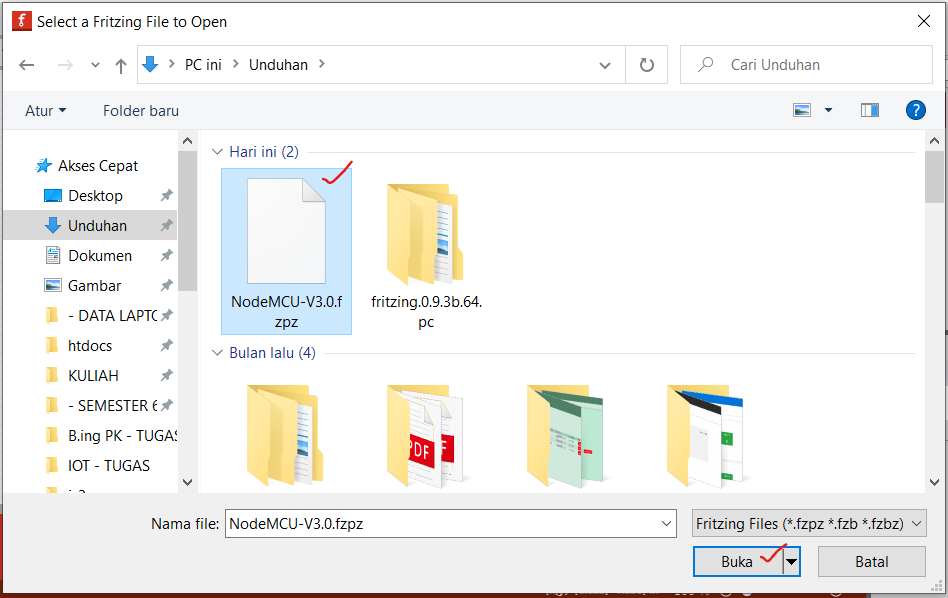 Select a Fritzing File to Open
PC ini
Unduhan
Cari Unduhan
Atur
Folder baru
?
Akses Cepat
Desktop
Unduhan
Dokumen
Gambar
- DATA LAPTO
htdocs
KULIAH
- SEMESTER 6
B.ing PK - TUGAS
IOT - TUGAS
Hari ini (2)
NodeMCU-V3.0.f
zpz
fritzing.0.9.3b.64.
pc
Bulan lalu (4)
PDF
Nama file:
NodeMCU-V3.0.fzpz
Fritzing Files (*.fzpz *.fzb *.fzbz)
Buka
Batal